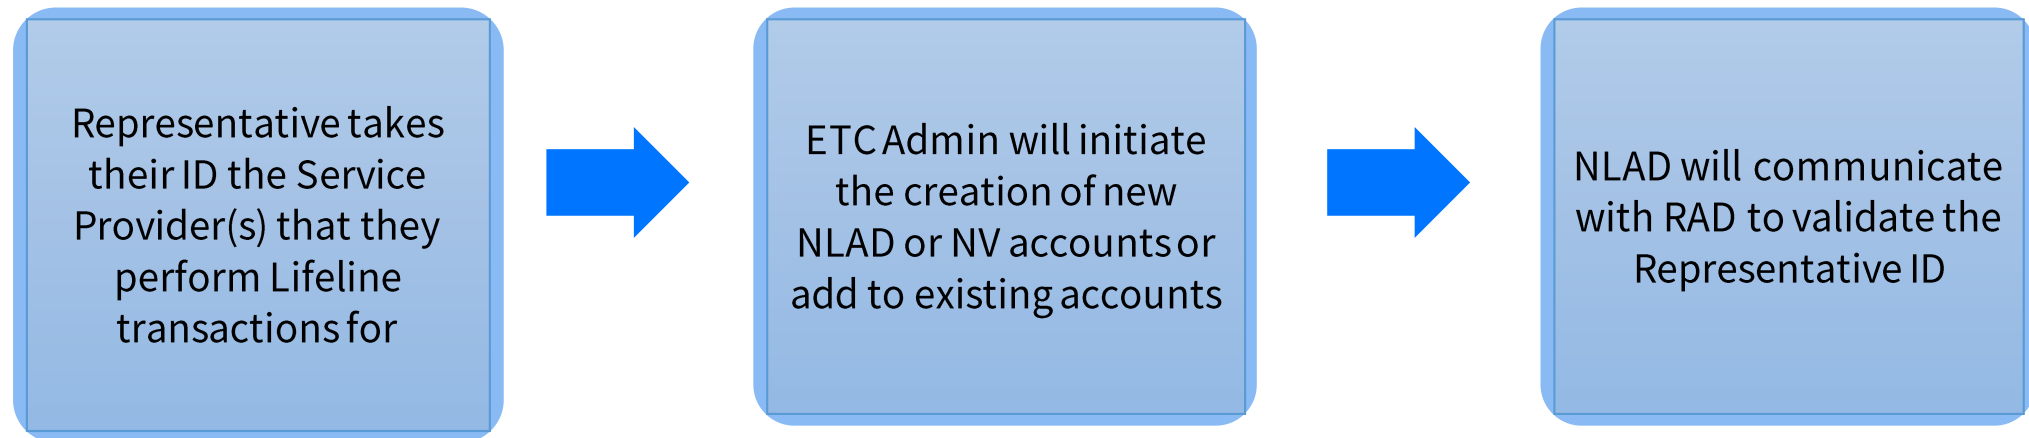 Representative takes
their ID the Service
Provider(s) that they
perform Lifeline
transactions for
ETC Admin will initiate
the creation of new
NLAD or NV accounts or
add to existing accounts
NLAD will communicate
with RAD to validate the
Representative ID